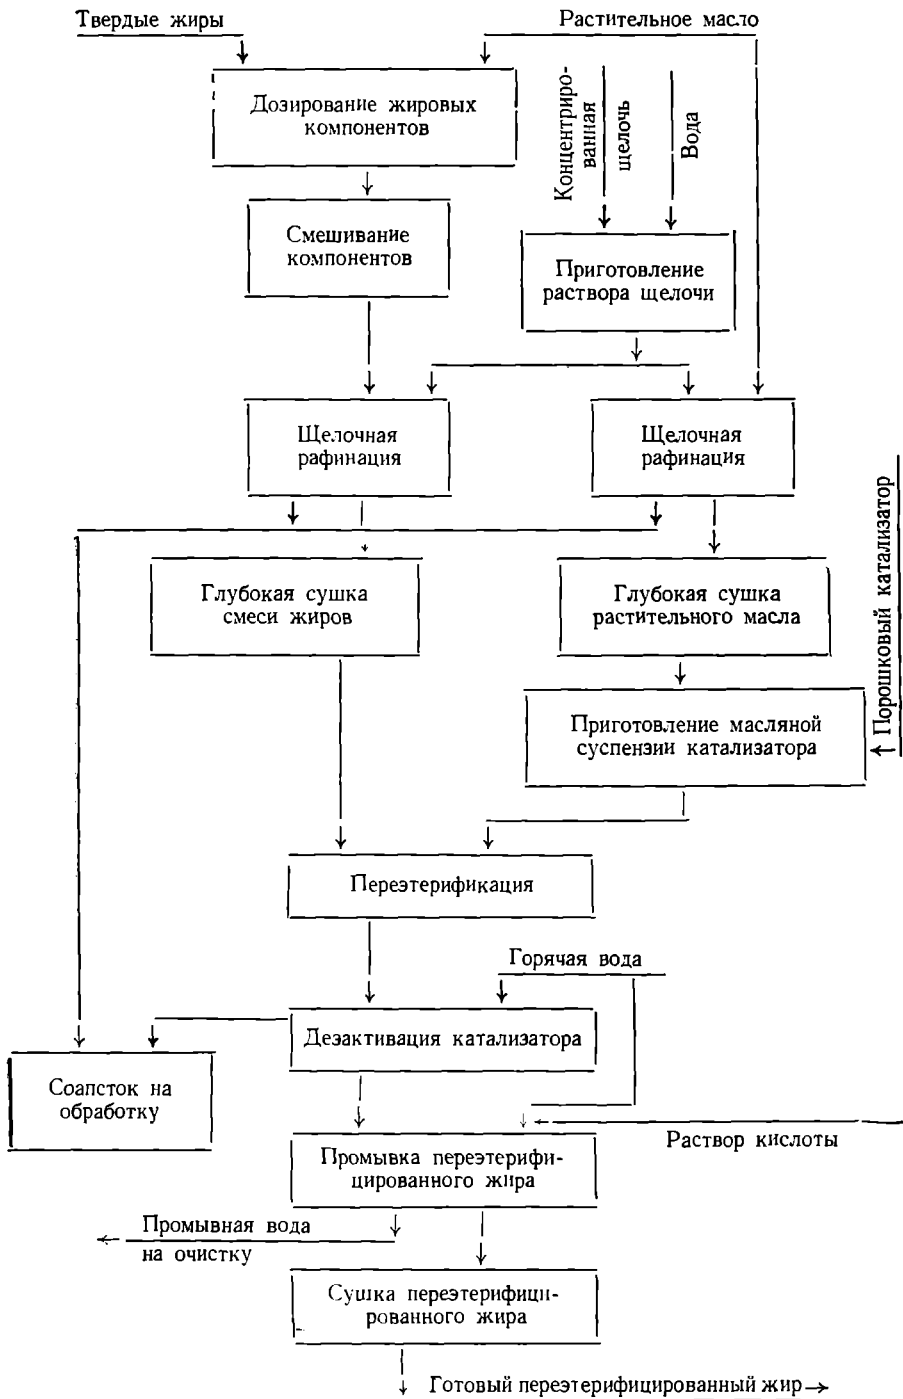 Твердые жиры
Растительное масло
Дозирование жировых
компонентов
Концентриро-
ванная
щелочь
Вода
Смешивание
компонентов
Приготовление
раствора щелочи
Щелочная
рафинация
Щелочная
рафинация
Порошковый катализатор
Глубокая сушка
смеси жиров
Глубокая сушка
растительного масла
Приготовление масляной
суспензии катализатора
Переэтерификация
Горячая вода
Дезактивация катализатора
Соапсток на
обработку
Раствор кислоты
Промывка переэтерифи-
цированного жира
Промывная вода
на очистку
Сушка переэтерифици-
рованного жира
Готовый переэтерифицированный жир